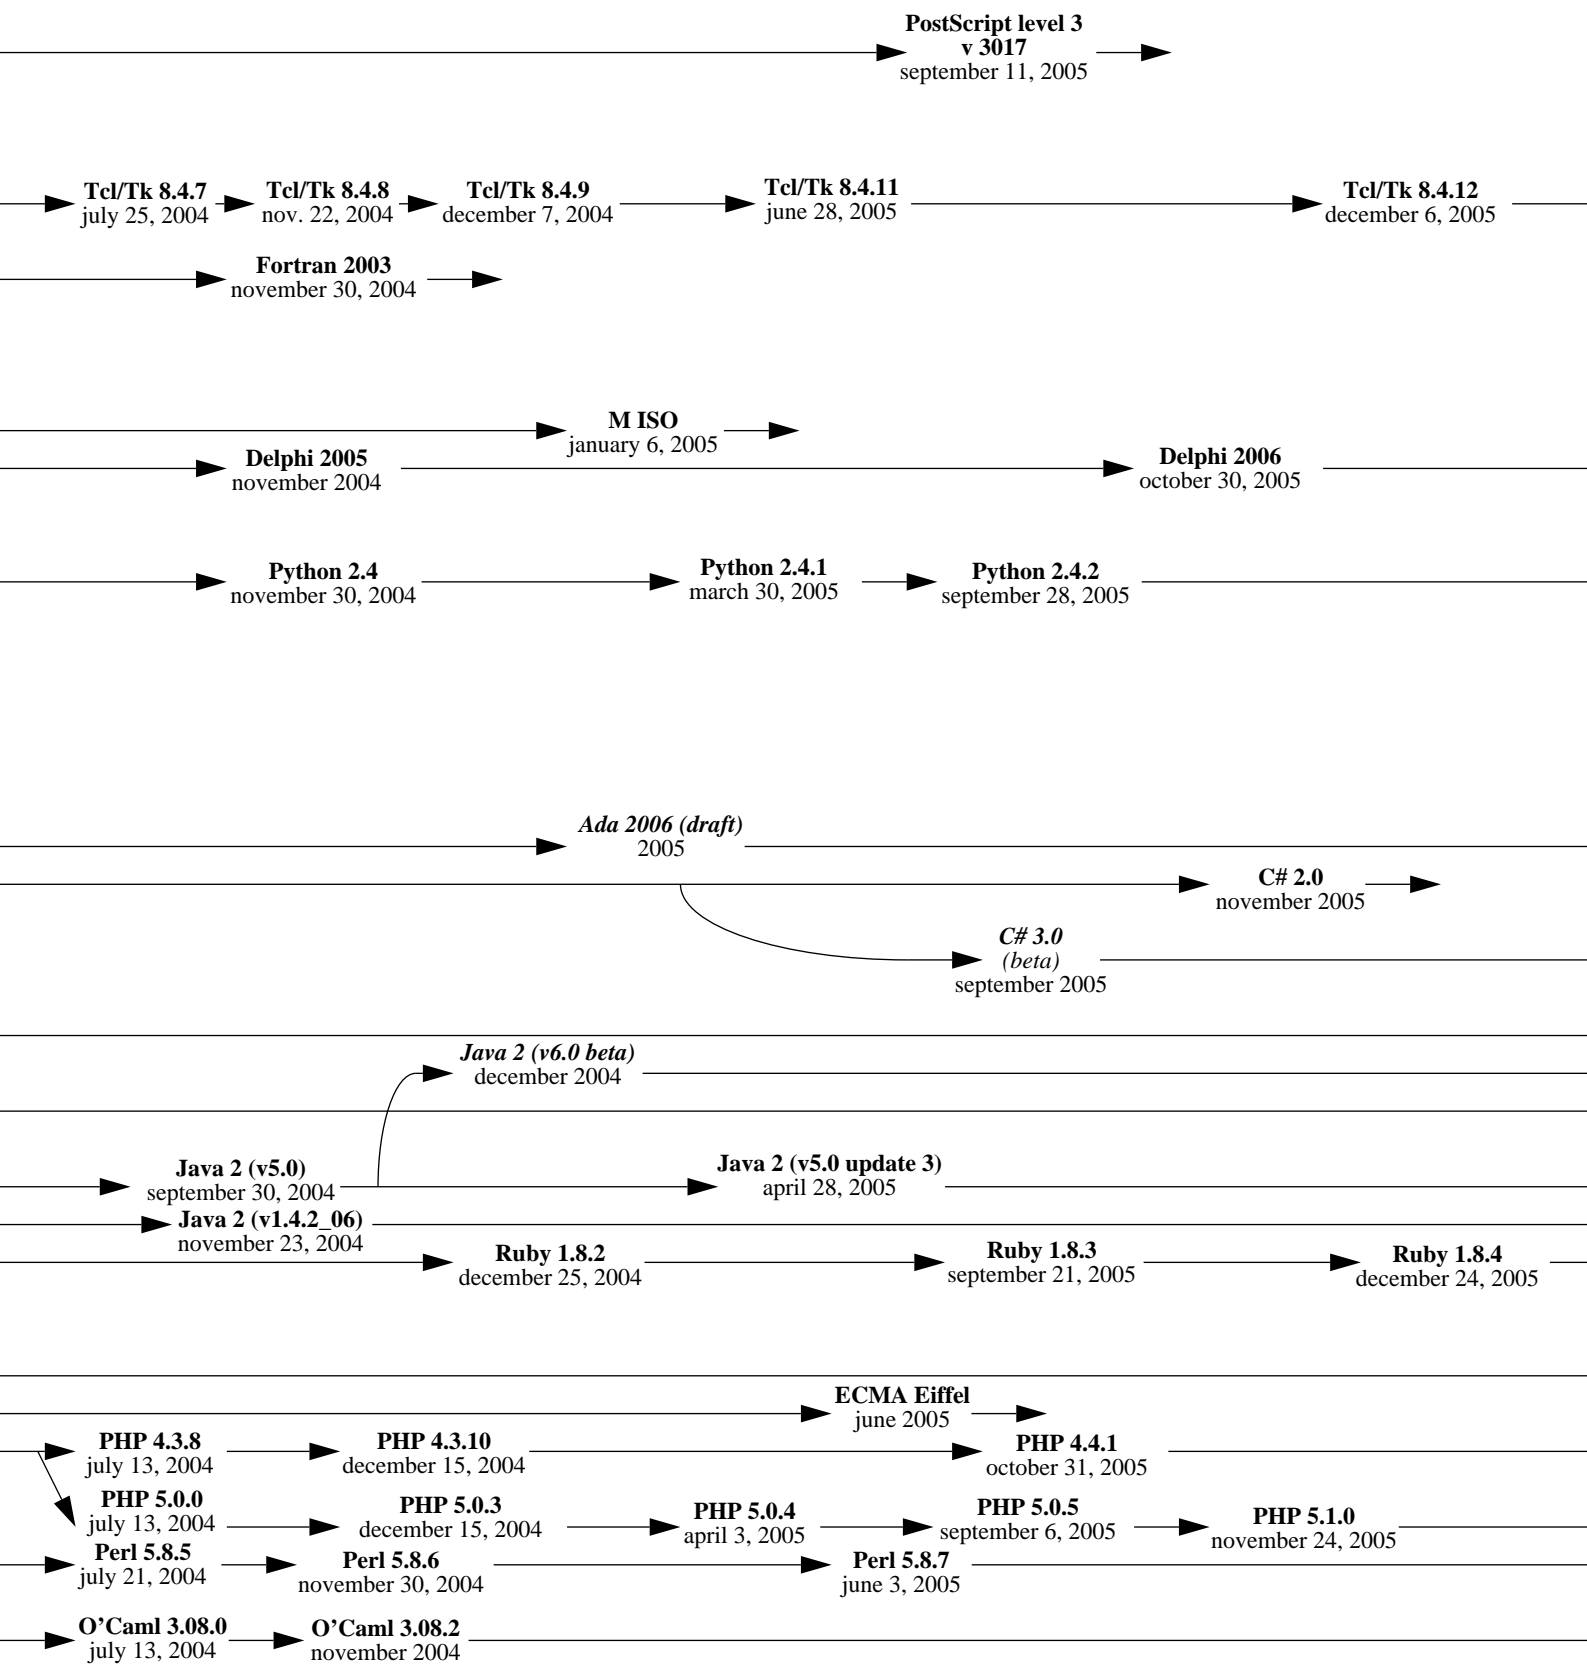 PostScript level 3
v 3017
september 11, 2005
Tcl/Tk 8.4.7
july 25, 2004
Tcl/Tk 8.4.8
nov. 22, 2004
Tcl/Tk 8.4.9
december 7, 2004
Tcl/Tk 8.4.11
june 28, 2005
Tcl/Tk 8.4.12
december 6, 2005
Fortran 2003
november 30, 2004
M ISO
january 6, 2005
Delphi 2005
november 2004
Delphi 2006
october 30, 2005
Python 2.4
november 30, 2004
Python 2.4.1
march 30, 2005
Python 2.4.2
september 28, 2005
Ada 2006 (draft)
2005
C# 2.0
november 2005
C# 3.0
(beta)
september 2005
Java 2 (v6.0 beta)
december 2004
Java 2 (v5.0)
september 30, 2004
Java 2 (v5.0 update 3)
april 28, 2005
Java 2 (v1.4.2_06)
november 23, 2004
Ruby 1.8.2
december 25, 2004
Ruby 1.8.3
september 21, 2005
Ruby 1.8.4
december 24, 2005
ECMA Eiffel
june 2005
PHP 4.3.8
july 13, 2004
PHP 4.3.10
december 15, 2004
PHP 4.4.1
october 31, 2005
PHP 5.0.0
july 13, 2004
PHP 5.0.3
december 15, 2004
PHP 5.0.4
april 3, 2005
PHP 5.0.5
september 6, 2005
PHP 5.1.0
november 24, 2005
Perl 5.8.5
july 21, 2004
Perl 5.8.6
november 30, 2004
Perl 5.8.7
june 3, 2005
O’Caml 3.08.0
july 13, 2004
O’Caml 3.08.2
november 2004